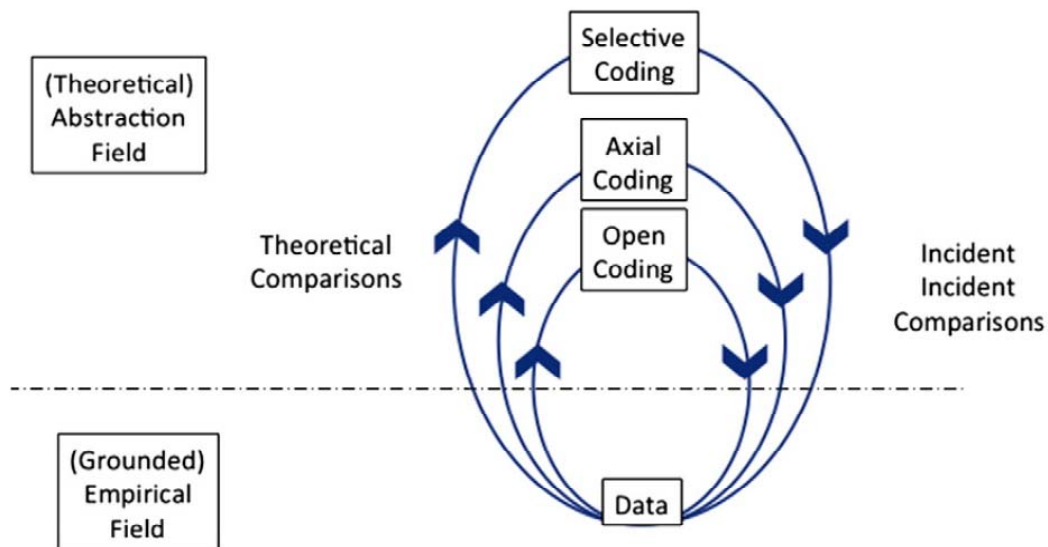 Selective
Coding
(Theoretical)
Abstraction
Field
Axial
Coding
Open
Coding
Theoretical
Comparisons
Incident
Incident
Comparisons
(Grounded)
Empirical
Field
Data